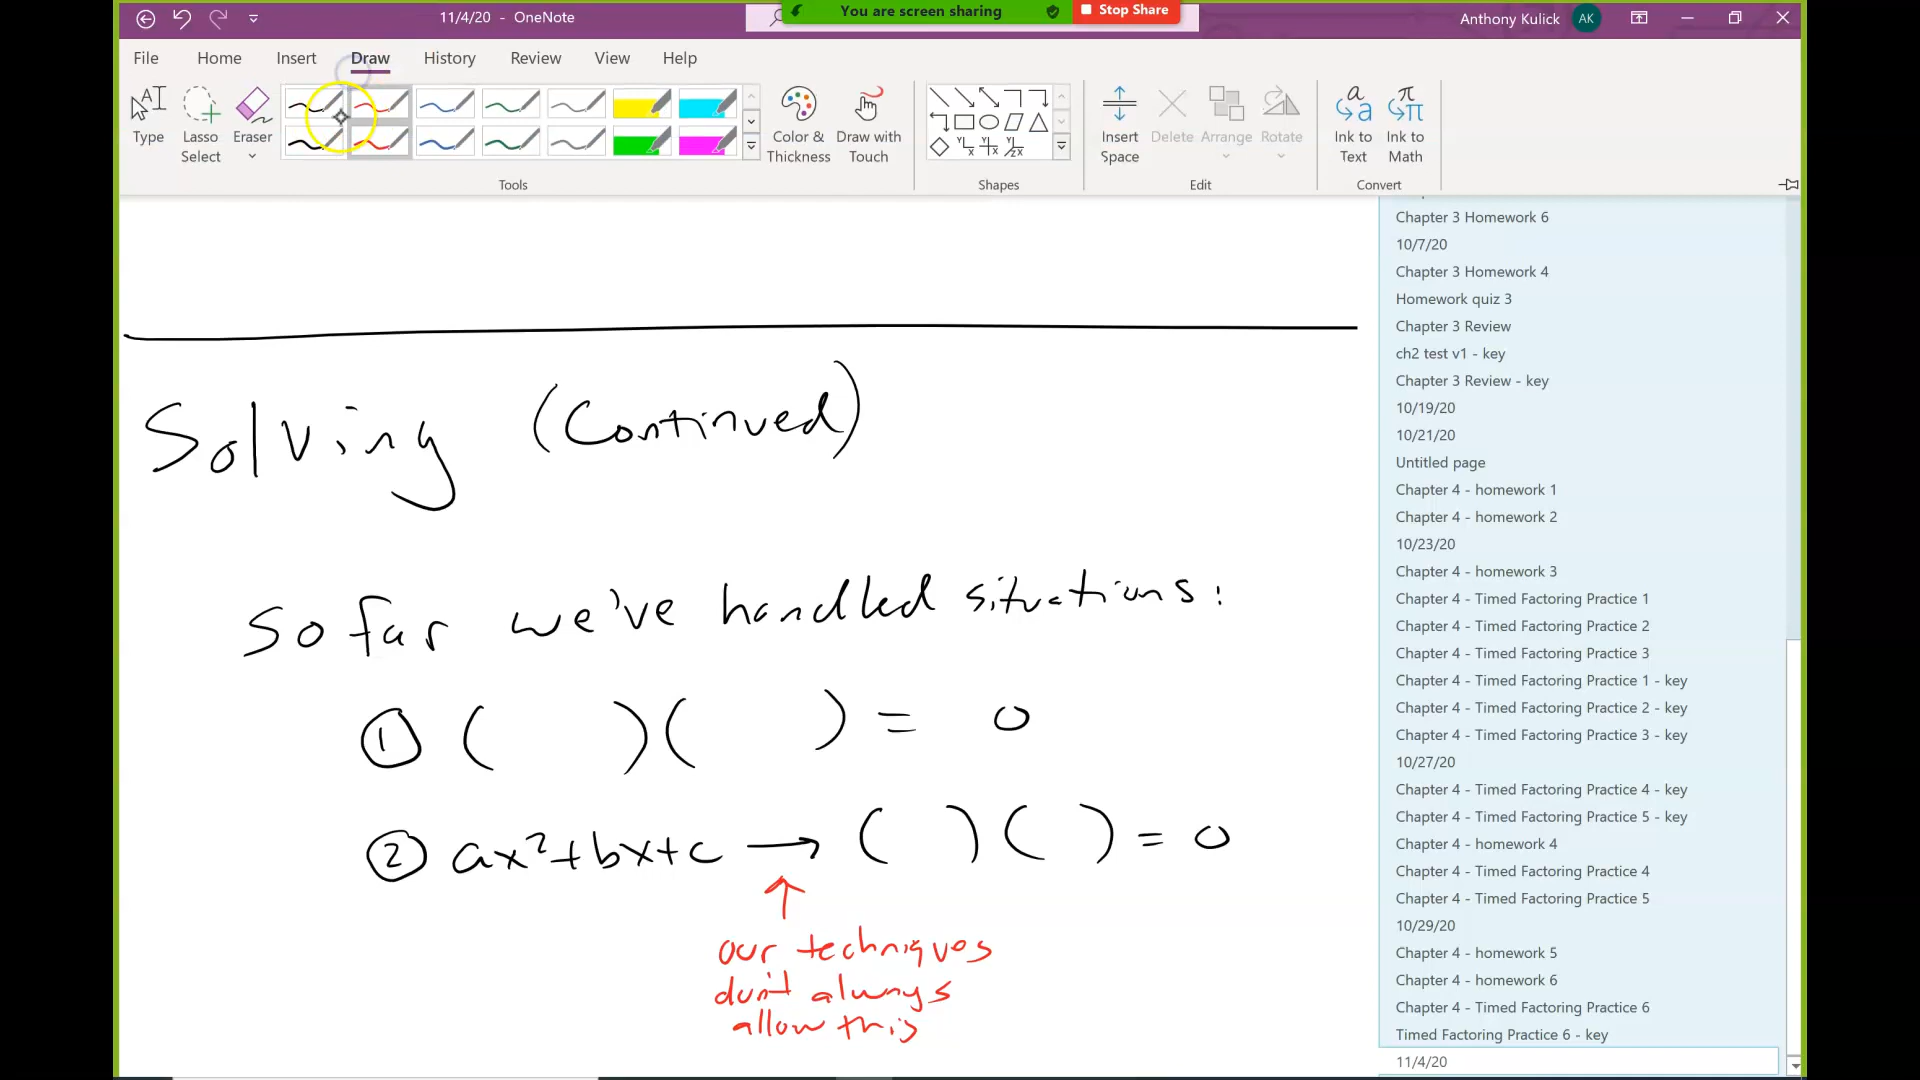 11/4/20 - OneNote
You are screen sharing
Stop Share
Anthony Kulick
AK
File Home Insert Draw History Review View Help
Type
Lasso Select
Eraser
Color & Thickness
Draw with Touch
Insert Space
Delete
Arrange
Rotate
Ink to Text
Ink to Math
Tools
Shapes
Edit
Convert
Solving (Continued)
So far we've handled situations:
① ( )( ) = 0
② ax²+bx+c → ( )( ) = 0
↑
our techniques
don't always
allow this
Chapter 3 Homework 6
10/7/20
Chapter 3 Homework 4
Homework quiz 3
Chapter 3 Review
ch2 test v1 - key
Chapter 3 Review - key
10/19/20
10/21/20
Untitled page
Chapter 4 - homework 1
Chapter 4 - homework 2
10/23/20
Chapter 4 - homework 3
Chapter 4 - Timed Factoring Practice 1
Chapter 4 - Timed Factoring Practice 2
Chapter 4 - Timed Factoring Practice 3
Chapter 4 - Timed Factoring Practice 1 - key
Chapter 4 - Timed Factoring Practice 2 - key
Chapter 4 - Timed Factoring Practice 3 - key
10/27/20
Chapter 4 - Timed Factoring Practice 4 - key
Chapter 4 - Timed Factoring Practice 5 - key
Chapter 4 - homework 4
Chapter 4 - Timed Factoring Practice 4
Chapter 4 - Timed Factoring Practice 5
10/29/20
Chapter 4 - homework 5
Chapter 4 - homework 6
Chapter 4 - Timed Factoring Practice 6
Timed Factoring Practice 6 - key
11/4/20